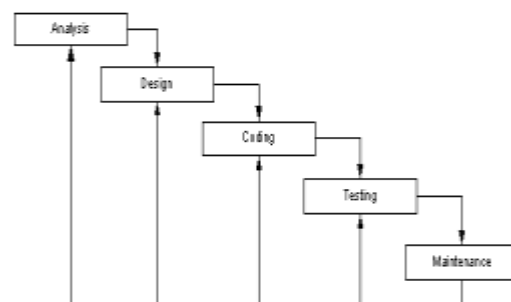 Analysis
Design
Coding
Testing
Maintenance